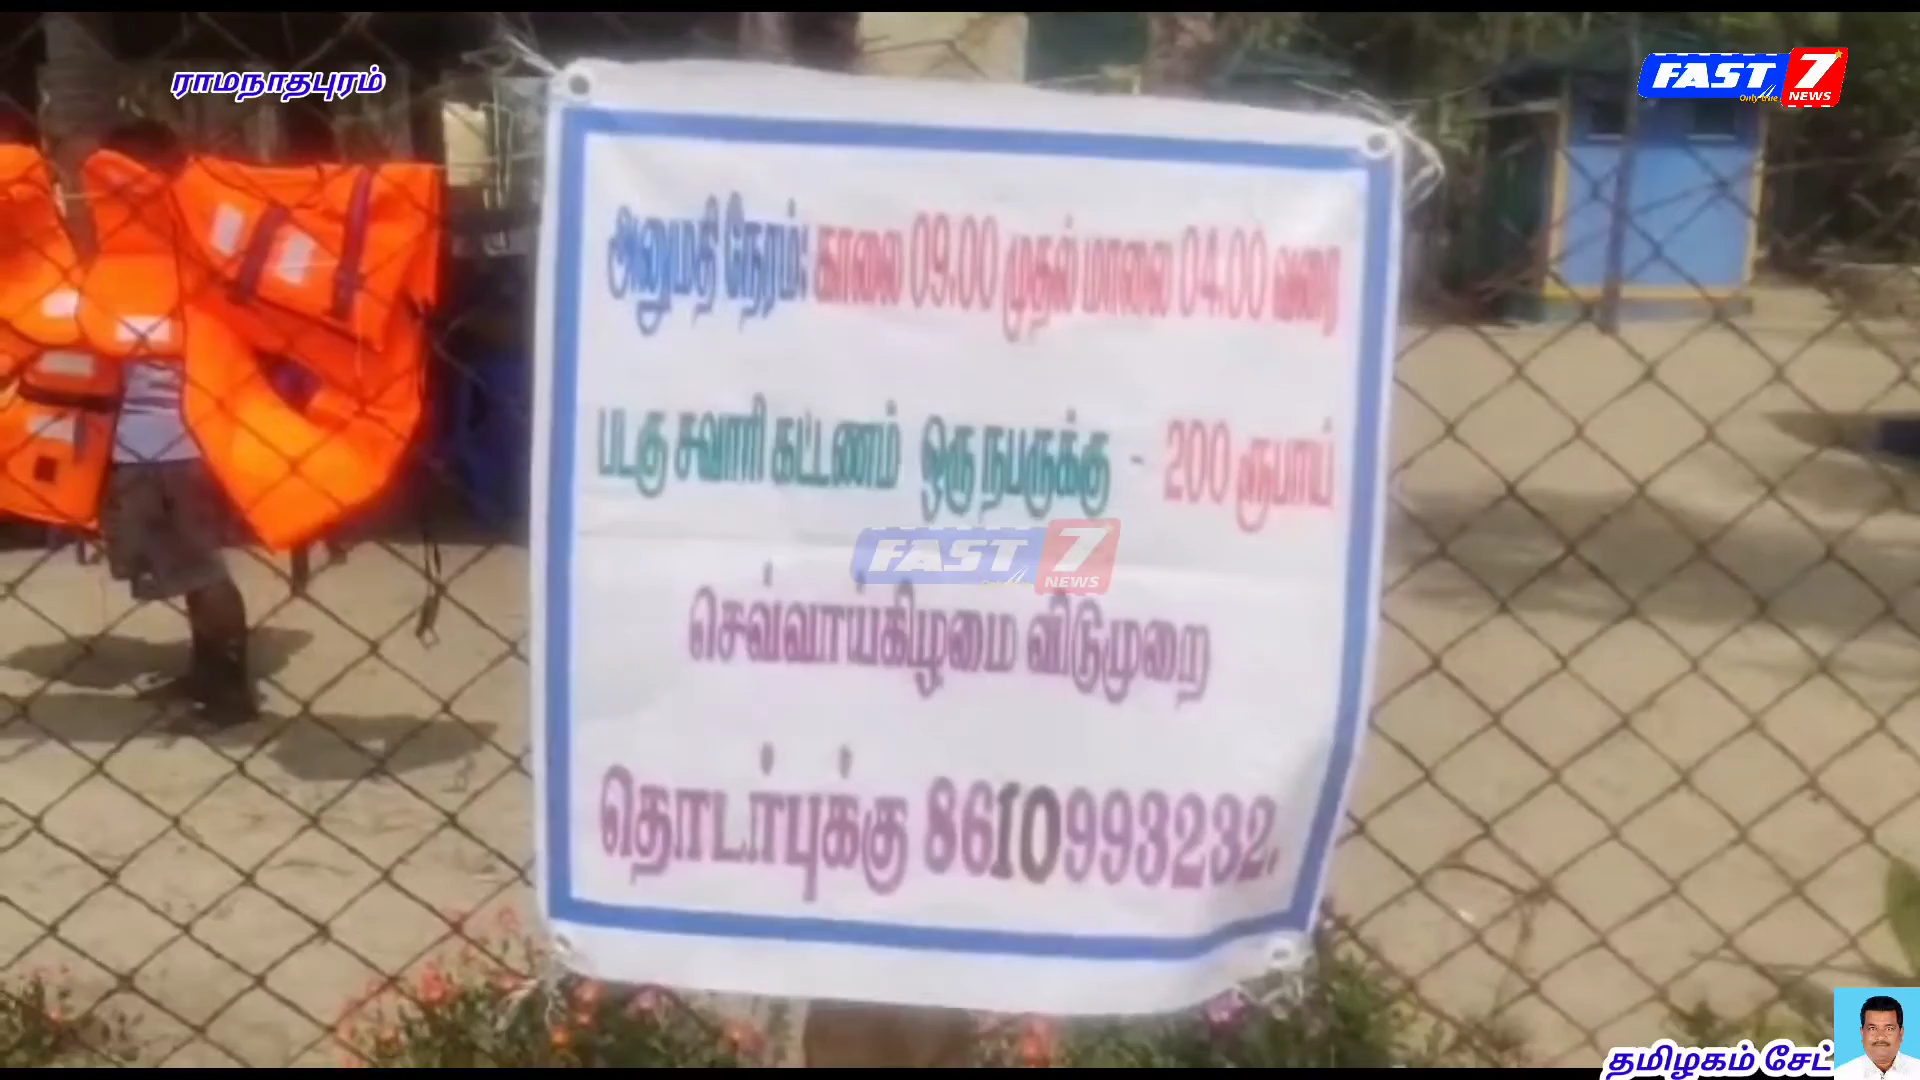 ராமநாதபுரம்
FAST 7
NEWS
அனுமதி நேரம்: காலை 09.00 முதல் மாலை 04.00 வரை
படகு சவாரி கட்டணம் ஒரு நபருக்கு - 200 ரூபாய்
FAST 7
NEWS
செவ்வாய்கிழமை விடுமுறை
தொடர்புக்கு 8610993232.
தமிழகம் சேட்